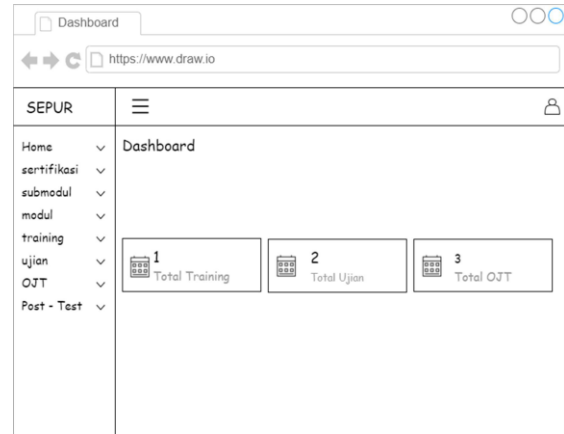 Dashboard
https://www.draw.io
SEPUR
Dashboard
Home
sertifikasi
submodul
modul
training
ujian
OJT
Post - Test
1
Total Training
2
Total Ujian
3
Total OJT